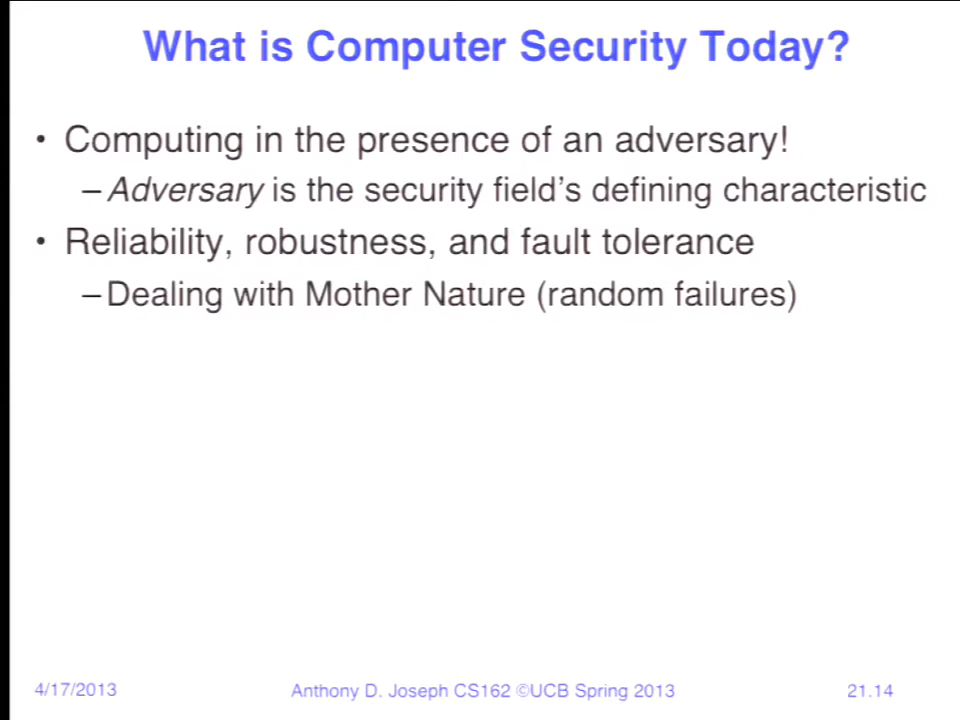 What is Computer Security Today?
• Computing in the presence of an adversary!
– Adversary is the security field's defining characteristic
• Reliability, robustness, and fault tolerance
– Dealing with Mother Nature (random failures)
4/17/2013
Anthony D. Joseph CS162 ©UCB Spring 2013
21.14